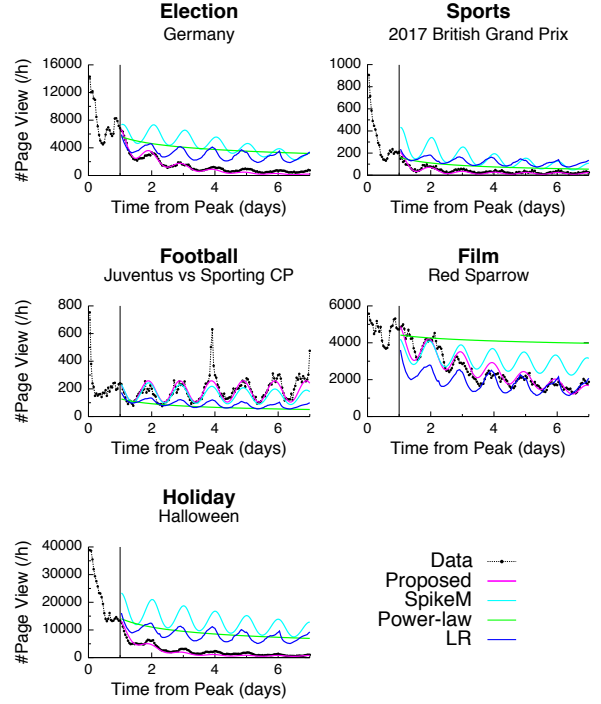 Election
Germany
#Page View (/h)
16000
12000
8000
4000
0
0 2 4 6
Time from Peak (days)
Sports
2017 British Grand Prix
1000
800
600
400
200
0
0 2 4 6
Time from Peak (days)
Football
Juventus vs Sporting CP
#Page View (/h)
800
600
400
200
0
0 2 4 6
Time from Peak (days)
Film
Red Sparrow
6000
4000
2000
0
0 2 4 6
Time from Peak (days)
Holiday
Halloween
#Page View (/h)
40000
30000
20000
10000
0
0 2 4 6
Time from Peak (days)
Data
Proposed
SpikeM
Power-law
LR